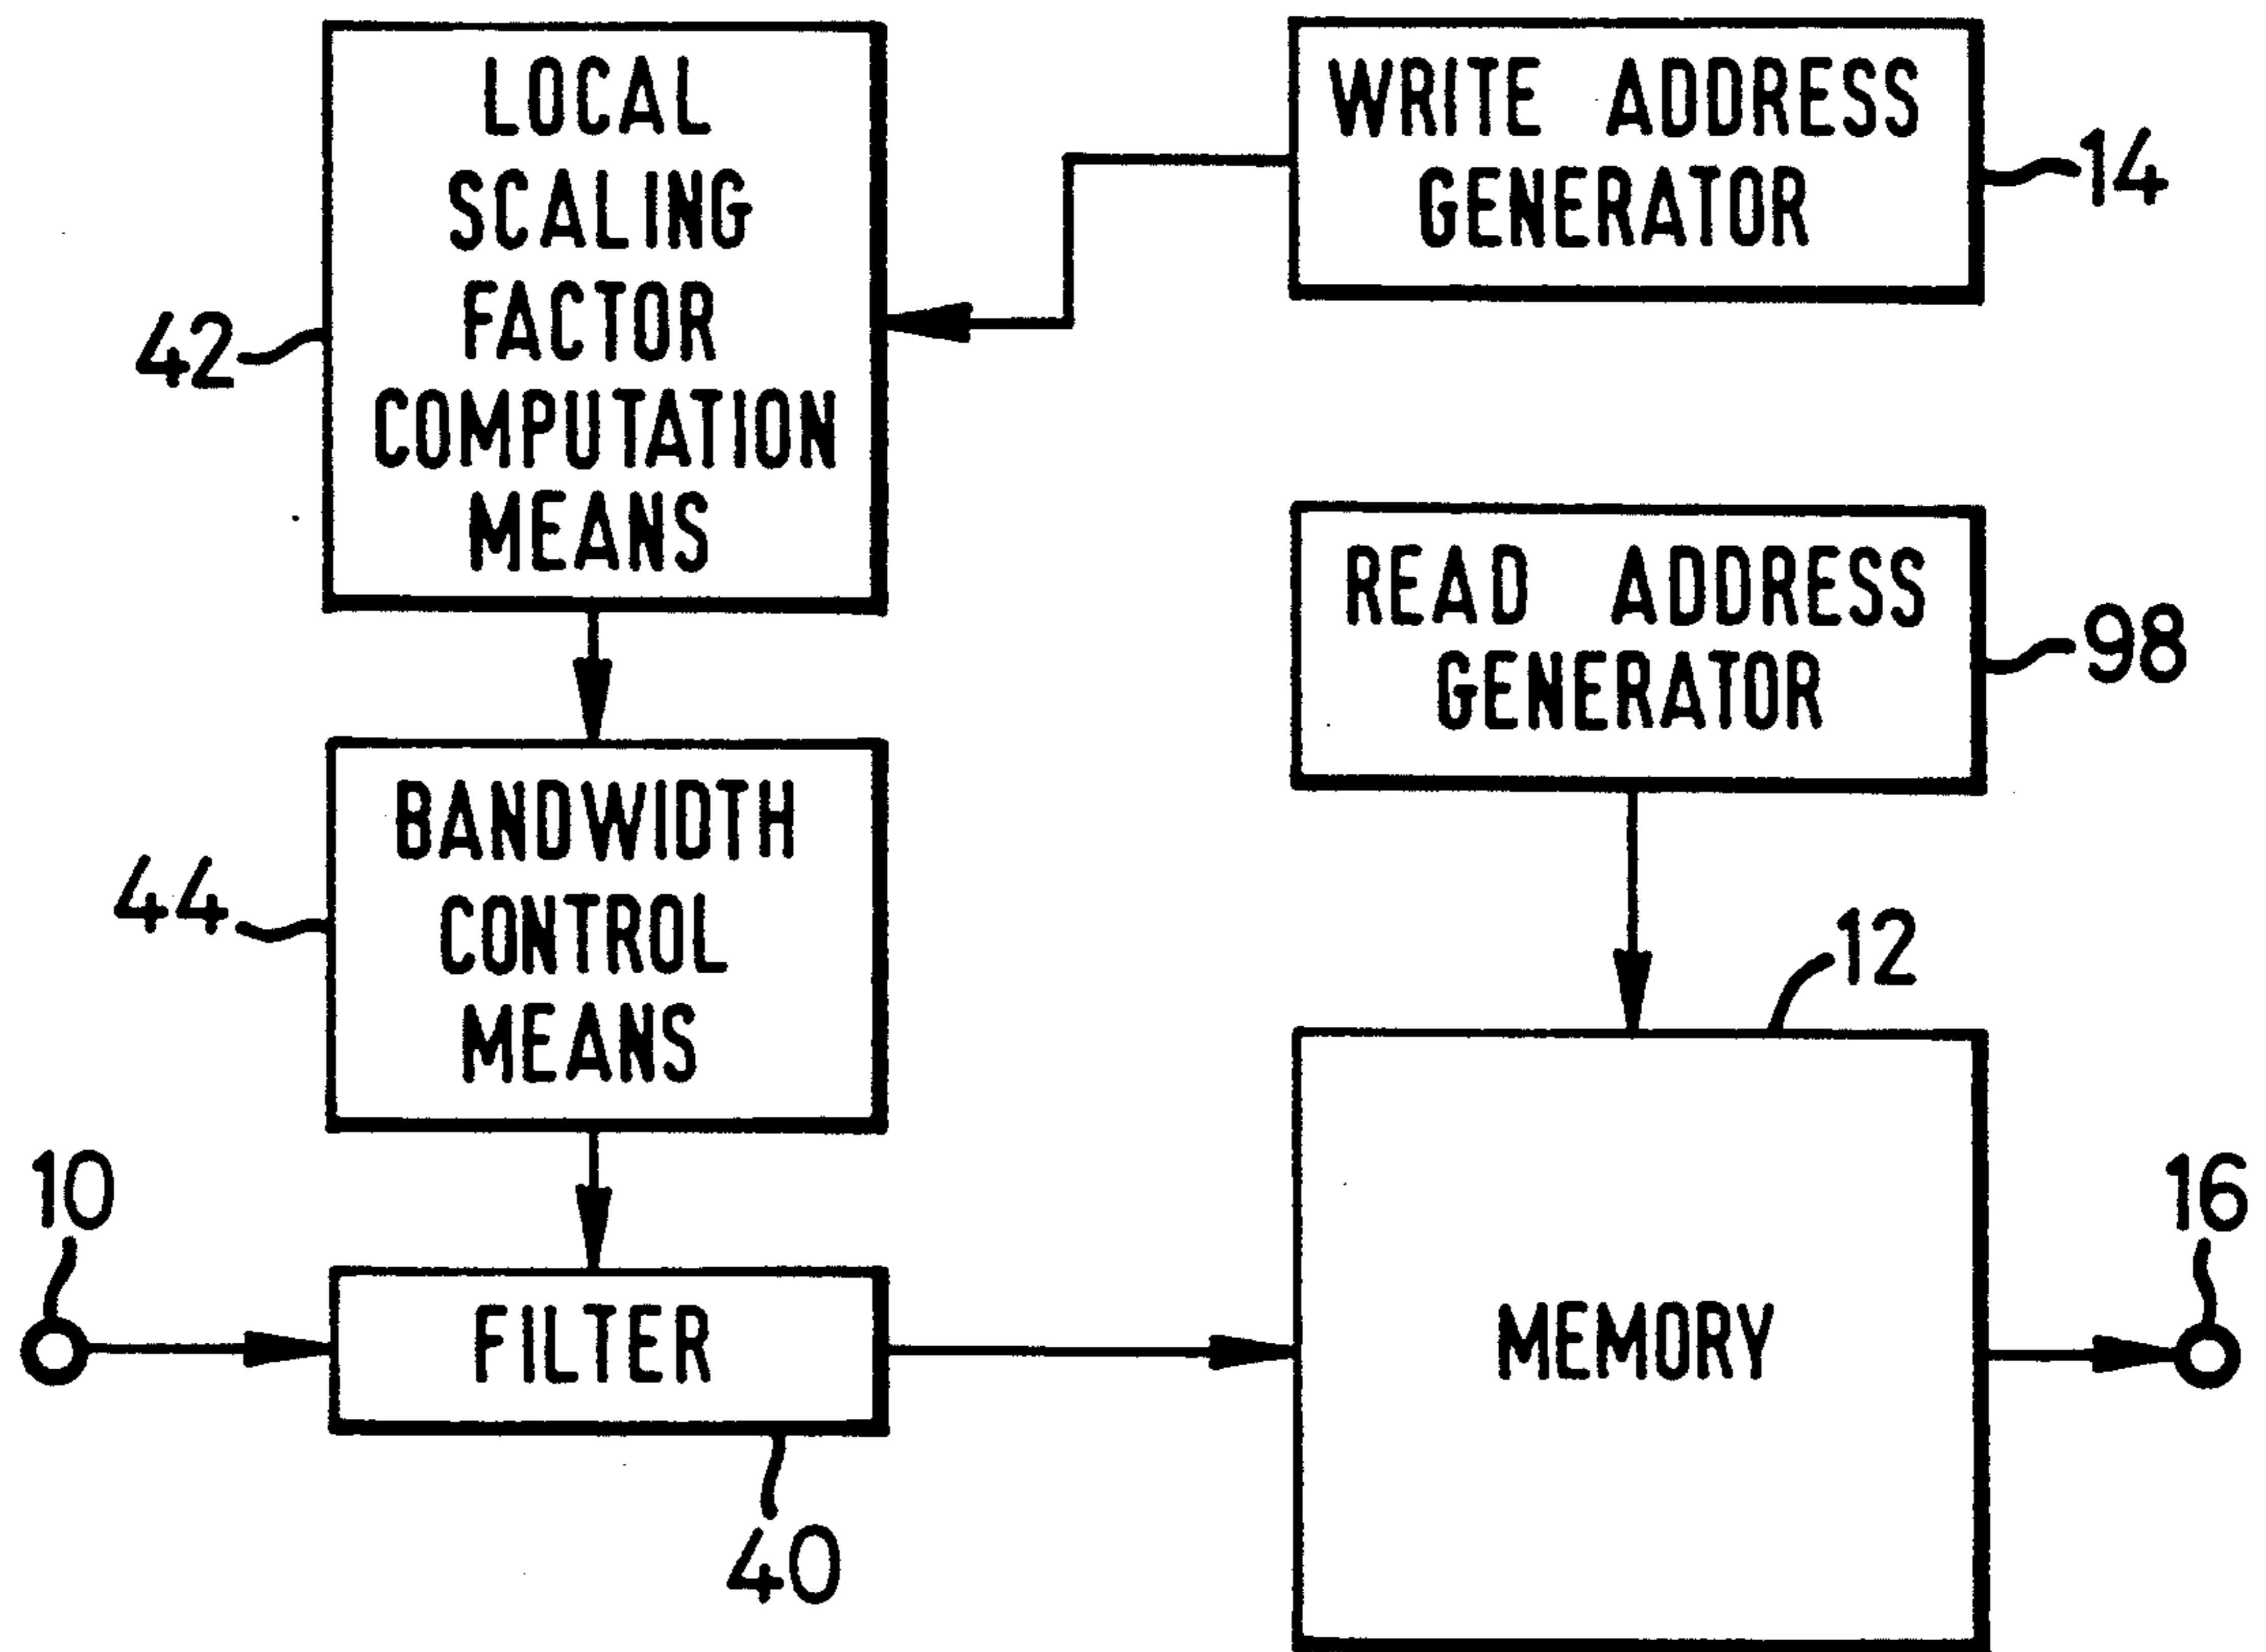 LOCAL
SCALING
FACTOR
COMPUTATION
MEANS
42
WRITE ADDRESS
GENERATOR
14
READ ADDRESS
GENERATOR
98
BANDWIDTH
CONTROL
MEANS
44
12
10
FILTER
40
MEMORY
16